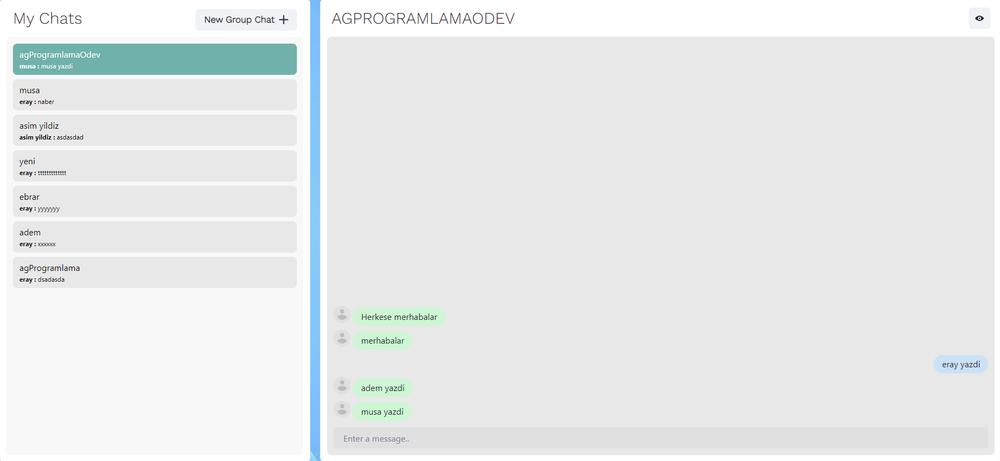 My Chats
New Group Chat
agProgramlamaOdev
musa : musa yazdi
musa
eray : naber
asim yildiz
asim yildiz : asdasdad
yeni
eray : ttttttttttttt
ebrar
eray : yyyyyyy
adem
eray : xxxxxx
agProgramlama
eray : dsadasda
AGPROGRAMLAMAODEV
Herkese merhabalar
merhabalar
eray yazdi
adem yazdi
musa yazdi
Enter a message..